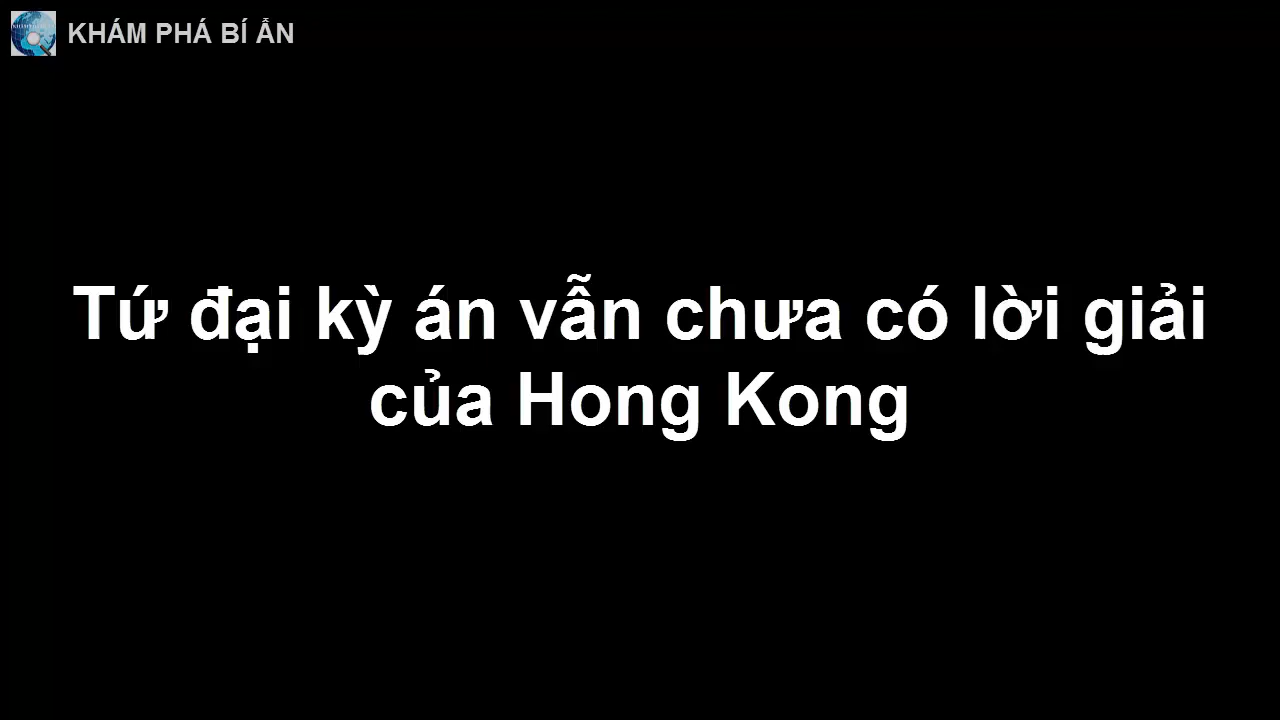 KHÁM PHÁ BÍ ẨN
Tứ đại kỳ án vẫn chưa có lời giải
của Hong Kong